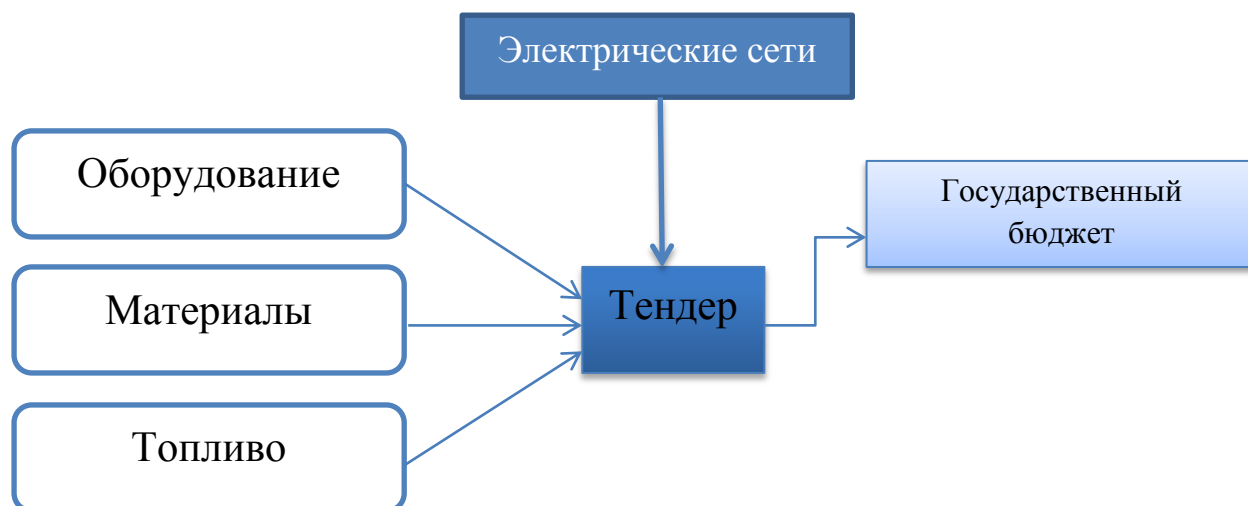 Электрические сети
Оборудование
Государственный
бюджет
Материалы
Тендер
Топливо